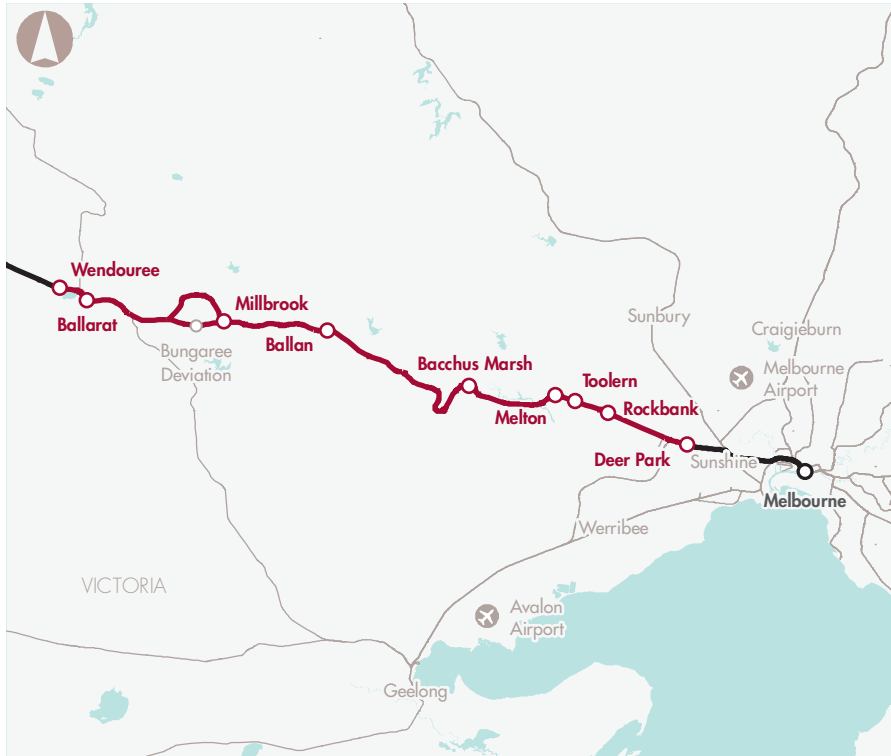 Wendouree
Ballarat
Millbrook
Bungaree
Deviation
Ballan
Sunbury
Craigieburn
Melbourne
Airport
Bacchus Marsh
Toolern
Melton
Rockbank
Deer Park
Sunshine
Melbourne
Werribee
VICTORIA
Avalon
Airport
Geelong